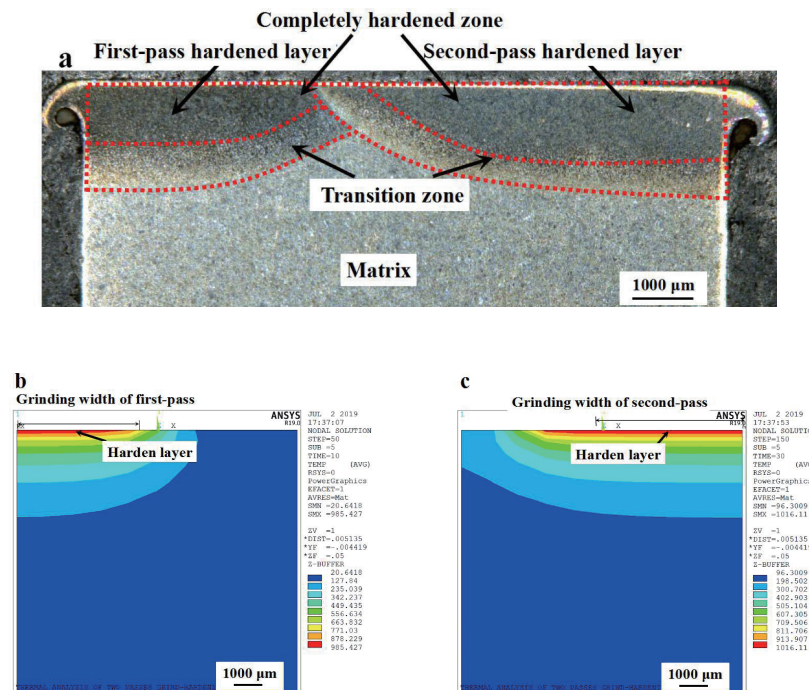 Completely hardened zone
First-pass hardened layer
Second-pass hardened layer
a
Transition zone
Matrix
1000 μm
b
Grinding width of first-pass
ANSYS
R19.0
JUL 2 2019
17:37:07
NODAL SOLUTION
STEP=50
SUB =5
TIME=10
TEMP (AVG)
RSYS=0
PowerGraphics
EFACET=1
AVRES=Mat
SMN =20.6418
SMX =985.427
ZV =1
*DIST=.005135
*YF =-.004419
*ZF =.05
Z-BUFFER
20.6418
127.84
235.039
342.237
449.435
556.634
663.832
771.03
878.229
985.427
X
Harden layer
1000 μm
c
Grinding width of second-pass
ANSYS
JUL 2 2019
17:37:53
NODAL SOLUTION
STEP=150
SUB =5
TIME=30
TEMP (AVG)
RSYS=0
PowerGraphics
EFACET=1
AVRES=Mat
SMN =96.3009
SMX =1016.11
ZV =1
*DIST=.005135
*YF =-.004419
*ZF =.05
Z-BUFFER
96.3009
198.502
300.702
402.903
505.104
607.305
709.506
811.706
913.907
1016.11
X
Harden layer
1000 μm